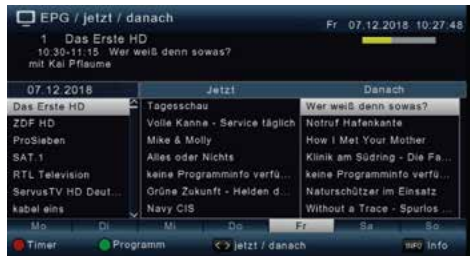 EPG / jetzt / danach
Fr 07.12.2018 10:27:48
1 Das Erste HD
10:30-11:15 Wer weiß denn sowas?
mit Kai Pflaume
07.12.2018 Jetzt Danach
Das Erste HD Tagesschau Wer weiß denn sowas?
ZDF HD Volle Kanne - Service täglich Notruf Hafenkante
ProSieben Mike & Molly How I Met Your Mother
SAT.1 Alles oder Nichts Klinik am Südring - Die Fa...
RTL Television keine Programminfo verfü... keine Programminfo verfü...
ServusTV HD Deut... Grüne Zukunft - Helden d... Naturschützer im Einsatz
kabel eins Navy CIS Without a Trace - Spurlos ...
Mo Di Mi Do Fr Sa So
Timer Programm <> jetzt / danach INFO Info